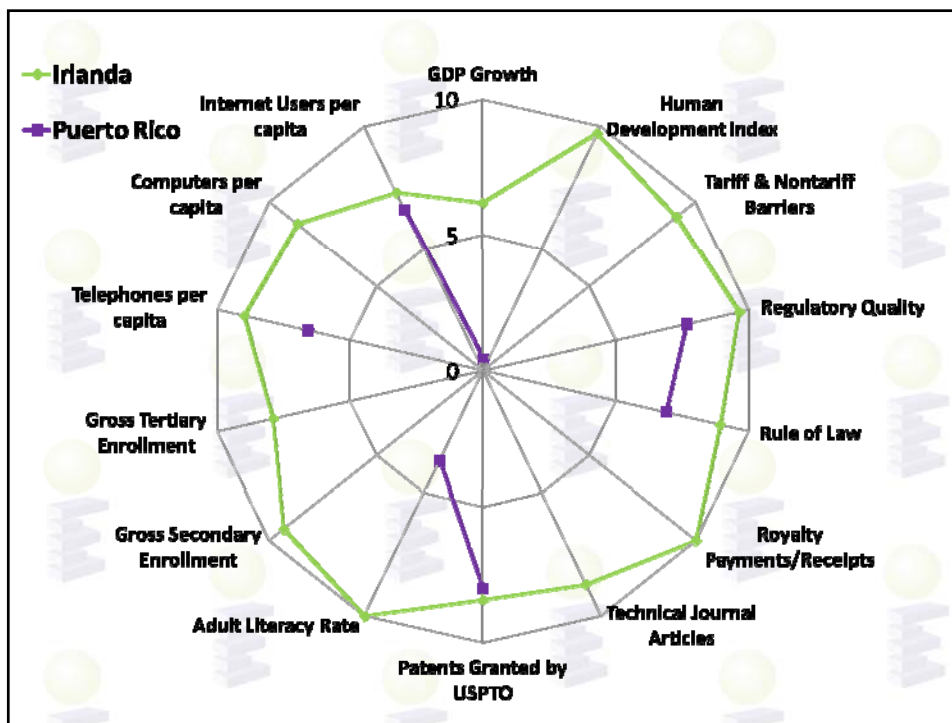 Irlanda
Puerto Rico
GDP Growth
Human
Development Index
Tariff & Nontariff
Barriers
Regulatory Quality
Rule of Law
Royalty
Payments/Receipts
Technical Journal
Articles
Patents Granted by
USPTO
Adult Literacy Rate
Gross Secondary
Enrollment
Gross Tertiary
Enrollment
Telephones per
capita
Computers per
capita
Internet Users per
capita
10
5
0